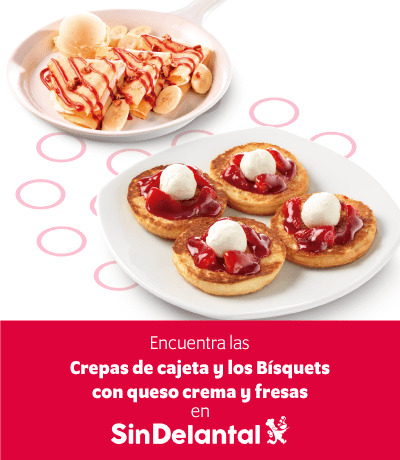 Encuentra las
Crepas de cajeta y los Bísquets
con queso crema y fresas
en
SinDelantal